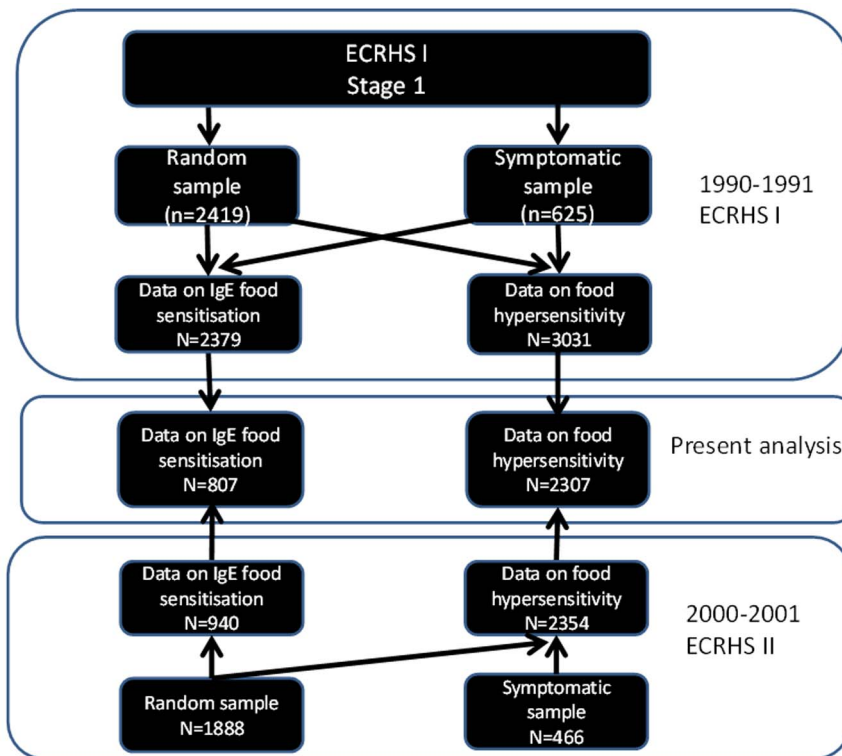 ECRHS I
Stage 1
Random
sample
(n=2419)
Symptomatic
sample
(n=625)
1990-1991
ECRHS I
Data on IgE food
sensitisation
N=2379
Data on food
hypersensitivity
N=3031
Data on IgE food
sensitisation
N=807
Data on food
hypersensitivity
N=2307
Present analysis
Data on IgE food
sensitisation
N=940
Data on food
hypersensitivity
N=2354
2000-2001
ECRHS II
Random sample
N=1888
Symptomatic
sample
N=466